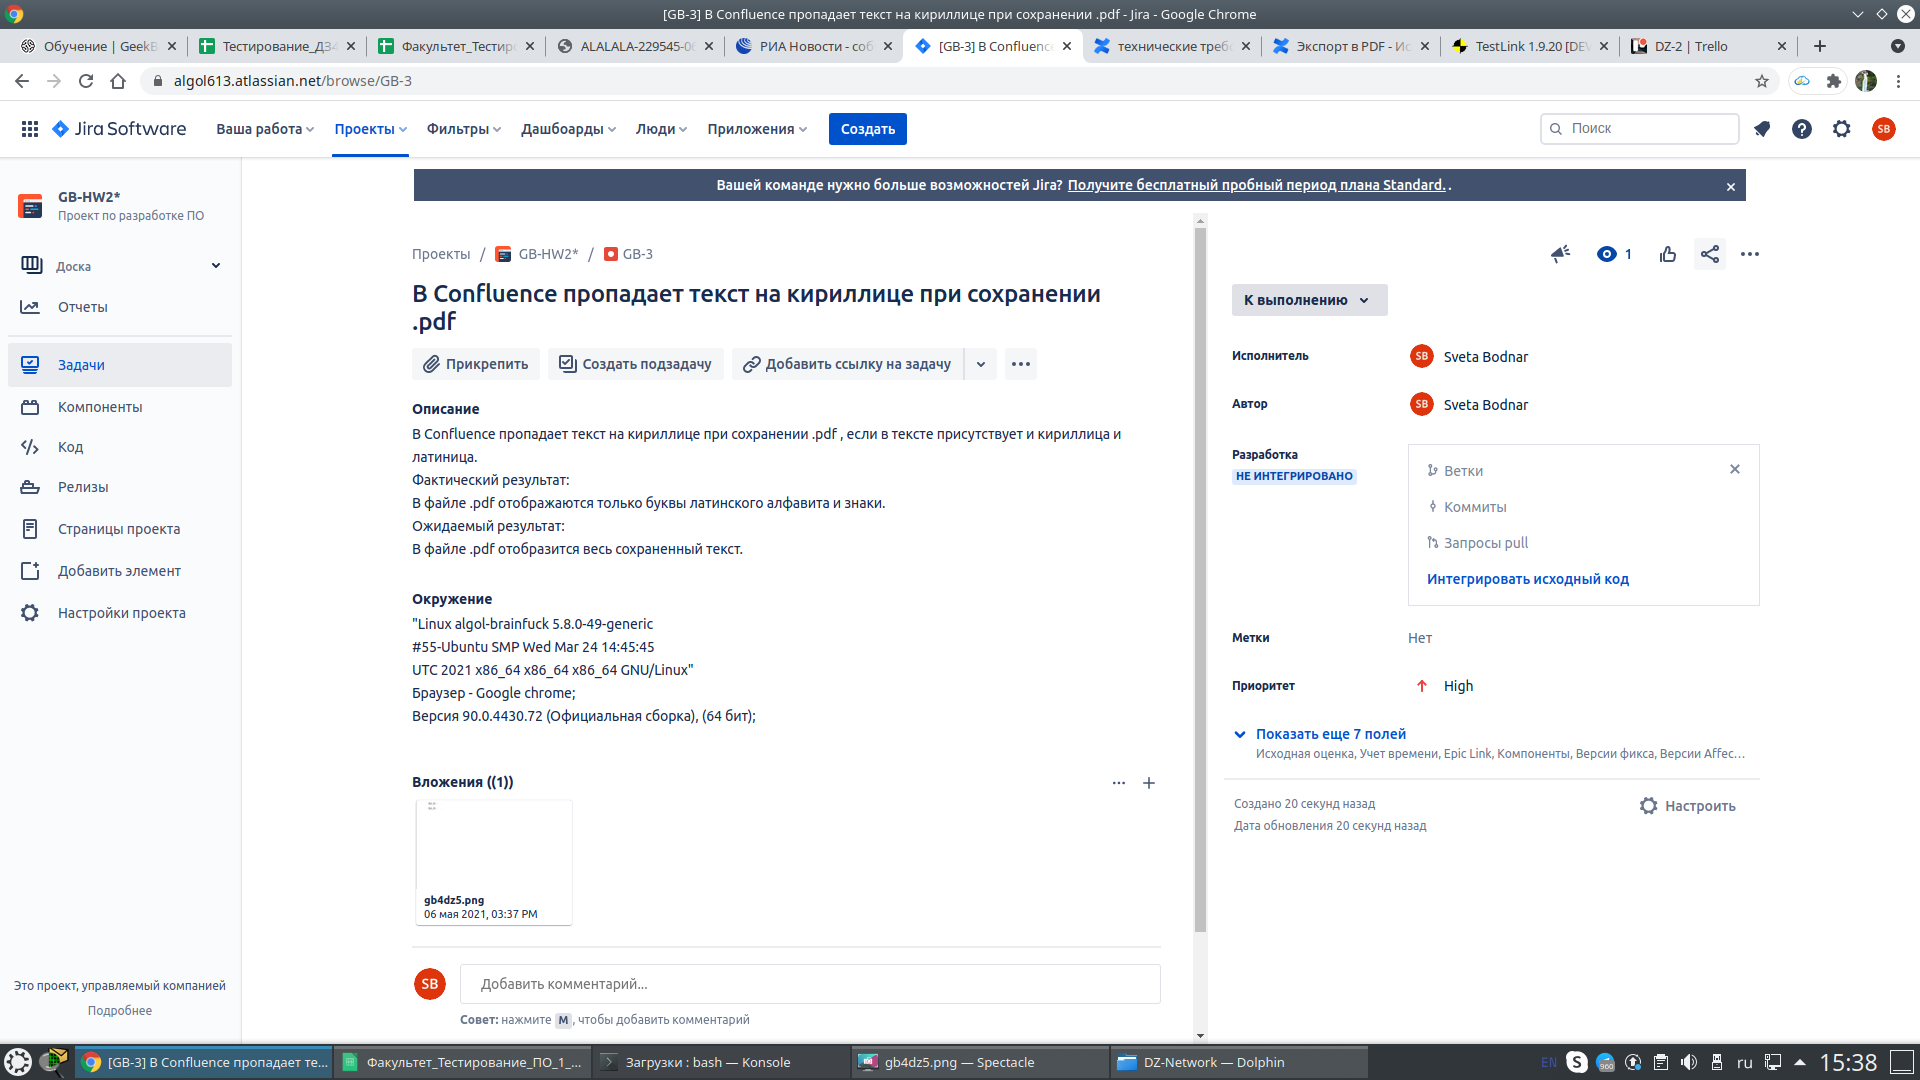 [GB-3] В Confluence пропадает текст на кириллице при сохранении .pdf - Jira - Google Chrome
Обучение | GeekB
Тестирование_ДЗ4
Факультет_Тестиро
ALALALA-229545-06
РИА Новости - соб
[GB-3] В Confluence
технические треб
Экспорт в PDF - Ис
TestLink 1.9.20 [DEV
DZ-2 | Trello
algol613.atlassian.net/browse/GB-3
Jira Software
Ваша работа
Проекты
Фильтры
Дашбоарды
Люди
Приложения
Создать
Поиск
SB
GB-HW2*
Проект по разработке ПО
Доска
Отчеты
Задачи
Компоненты
Код
Релизы
Страницы проекта
Добавить элемент
Настройки проекта
Это проект, управляемый компанией
Подробнее
Вашей команде нужно больше возможностей Jira? Получите бесплатный пробный период плана Standard. .
Проекты / GB-HW2* / GB-3
В Confluence пропадает текст на кириллице при сохранении
.pdf
Прикрепить
Создать подзадачу
Добавить ссылку на задачу
Описание
В Confluence пропадает текст на кириллице при сохранении .pdf , если в тексте присутствует и кириллица и
латиница.
Фактический результат:
В файле .pdf отображаются только буквы латинского алфавита и знаки.
Ожидаемый результат:
В файле .pdf отобразится весь сохраненный текст.
Окружение
"Linux algol-brainfuck 5.8.0-49-generic
#55-Ubuntu SMP Wed Mar 24 14:45:45
UTC 2021 x86_64 x86_64 x86_64 GNU/Linux"
Браузер - Google chrome;
Версия 90.0.4430.72 (Официальная сборка), (64 бит);
Вложения ((1))
gb4dz5.png
06 мая 2021, 03:37 PM
SB
Добавить комментарий...
Совет: нажмите M, чтобы добавить комментарий
1
К выполнению
Исполнитель
SB Sveta Bodnar
Автор
SB Sveta Bodnar
Разработка
НЕ ИНТЕГРИРОВАНО
Ветки
Коммиты
Запросы pull
Интегрировать исходный код
Метки
Нет
Приоритет
High
Показать еще 7 полей
Исходная оценка, Учет времени, Epic Link, Компоненты, Версии фикса, Версии Affec...
Создано 20 секунд назад
Дата обновления 20 секунд назад
Настроить
[GB-3] В Confluence пропадает те...
Факультет_Тестирование_ПО_1_...
Загрузки : bash — Konsole
gb4dz5.png — Spectacle
DZ-Network — Dolphin
EN
ru
15:38